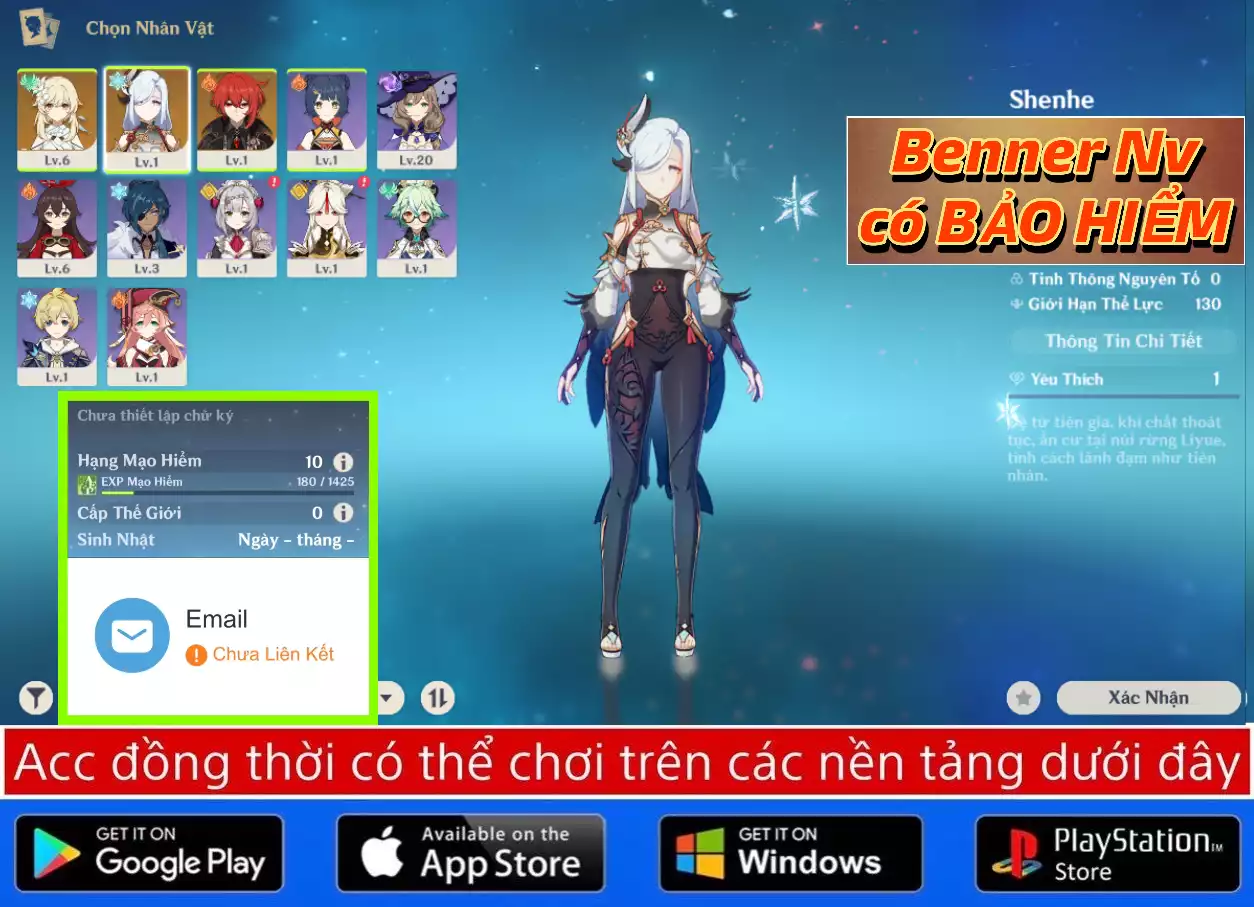 Chọn Nhân Vật
Lv.6
Lv.1
Lv.1
Lv.1
Lv.20
Lv.6
Lv.3
Lv.1
Lv.1
Lv.1
Lv.1
Lv.1
Shenhe
Benner Nv
có BẢO HIỂM
Tinh Thông Nguyên Tố 0
Giới Hạn Thể Lực 130
Thông Tin Chi Tiết
Yêu Thích 1
tử tiên gia, khí chất thoát
tục, ẩn cư tại núi rừng Liyue,
tính cách lãnh đạm như tiên
nhân.
Chưa thiết lập chữ ký
Hạng Mạo Hiểm 10
EXP Mạo Hiểm 180 / 1425
Cấp Thế Giới 0
Sinh Nhật Ngày - tháng -
Email
Chưa Liên Kết
Xác Nhận
Acc đồng thời có thể chơi trên các nền tảng dưới đây
GET IT ON
Google Play
Available on the
App Store
GET IT ON
Windows
PlayStation™
Store